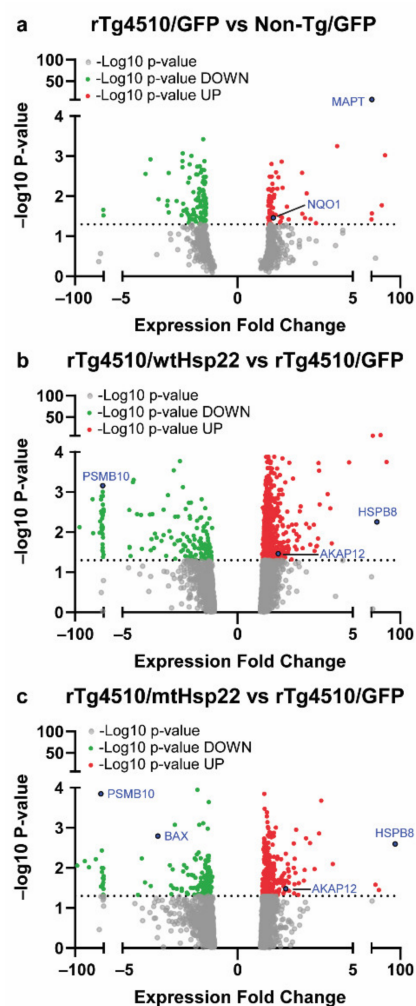 a rTg4510/GFP vs Non-Tg/GFP
-Log10 p-value
-Log10 p-value DOWN
-Log10 p-value UP
MAPT
NQO1
–log10 P-value
100
50
4
3
2
1
0
–100 –5 0 5 100
Expression Fold Change
b rTg4510/wtHsp22 vs rTg4510/GFP
-Log10 p-value
-Log10 p-value DOWN
-Log10 p-value UP
PSMB10
HSPB8
AKAP12
–log10 P-value
100
50
4
3
2
1
0
–100 –5 0 5 100
Expression Fold Change
c rTg4510/mtHsp22 vs rTg4510/GFP
-Log10 p-value
-Log10 p-value DOWN
-Log10 p-value UP
PSMB10
BAX
HSPB8
AKAP12
–log10 P-value
100
50
4
3
2
1
0
–100 –5 0 5 100
Expression Fold Change